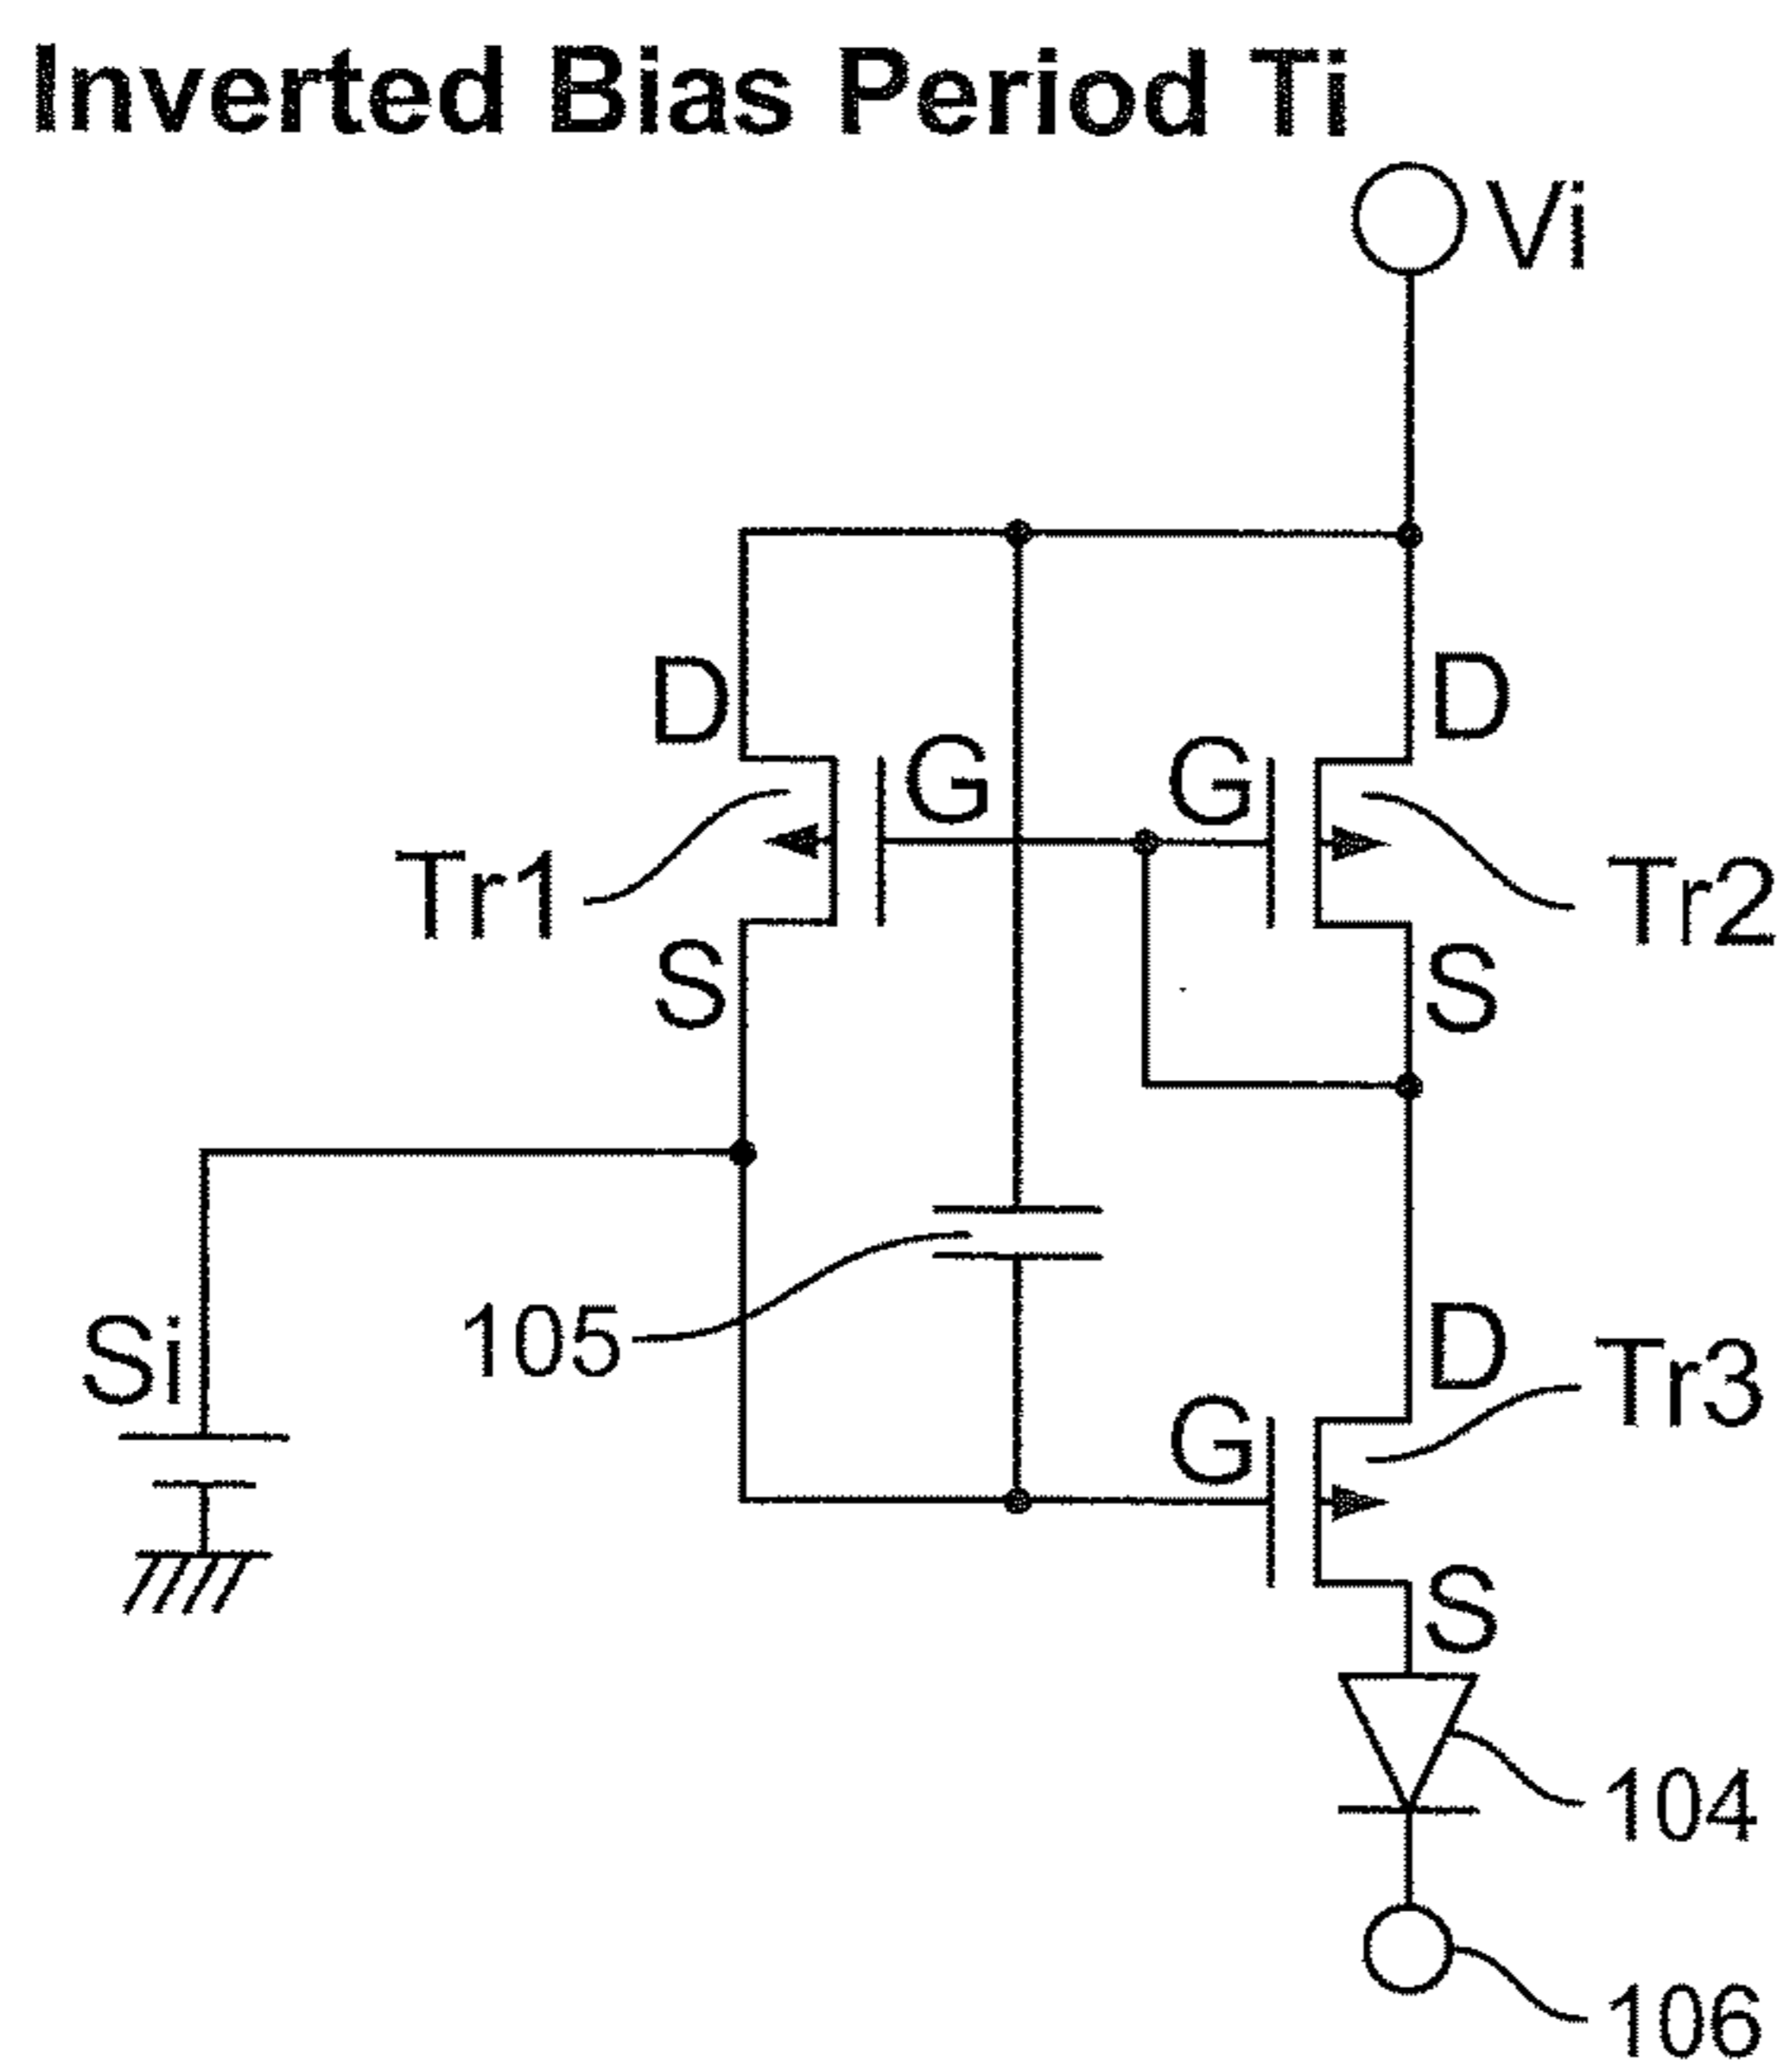 Inverted Bias Period Ti
Vi
D
D
G
G
Tr1
Tr2
S
S
Si
105
D
Tr3
G
S
104
106